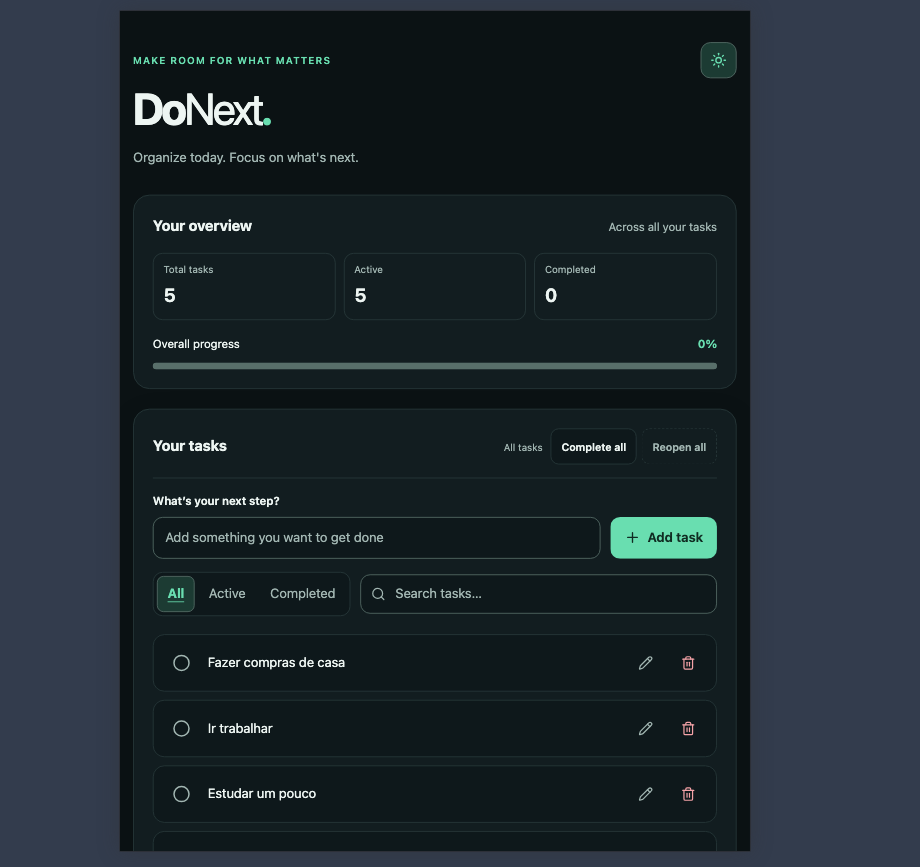 MAKE ROOM FOR WHAT MATTERS
DoNext.
Organize today. Focus on what's next.
Your overview
Across all your tasks
Total tasks
5
Active
5
Completed
0
Overall progress
0%
Your tasks
All tasks
Complete all
Reopen all
What's your next step?
Add something you want to get done
Add task
All
Active
Completed
Search tasks...
Fazer compras de casa
Ir trabalhar
Estudar um pouco